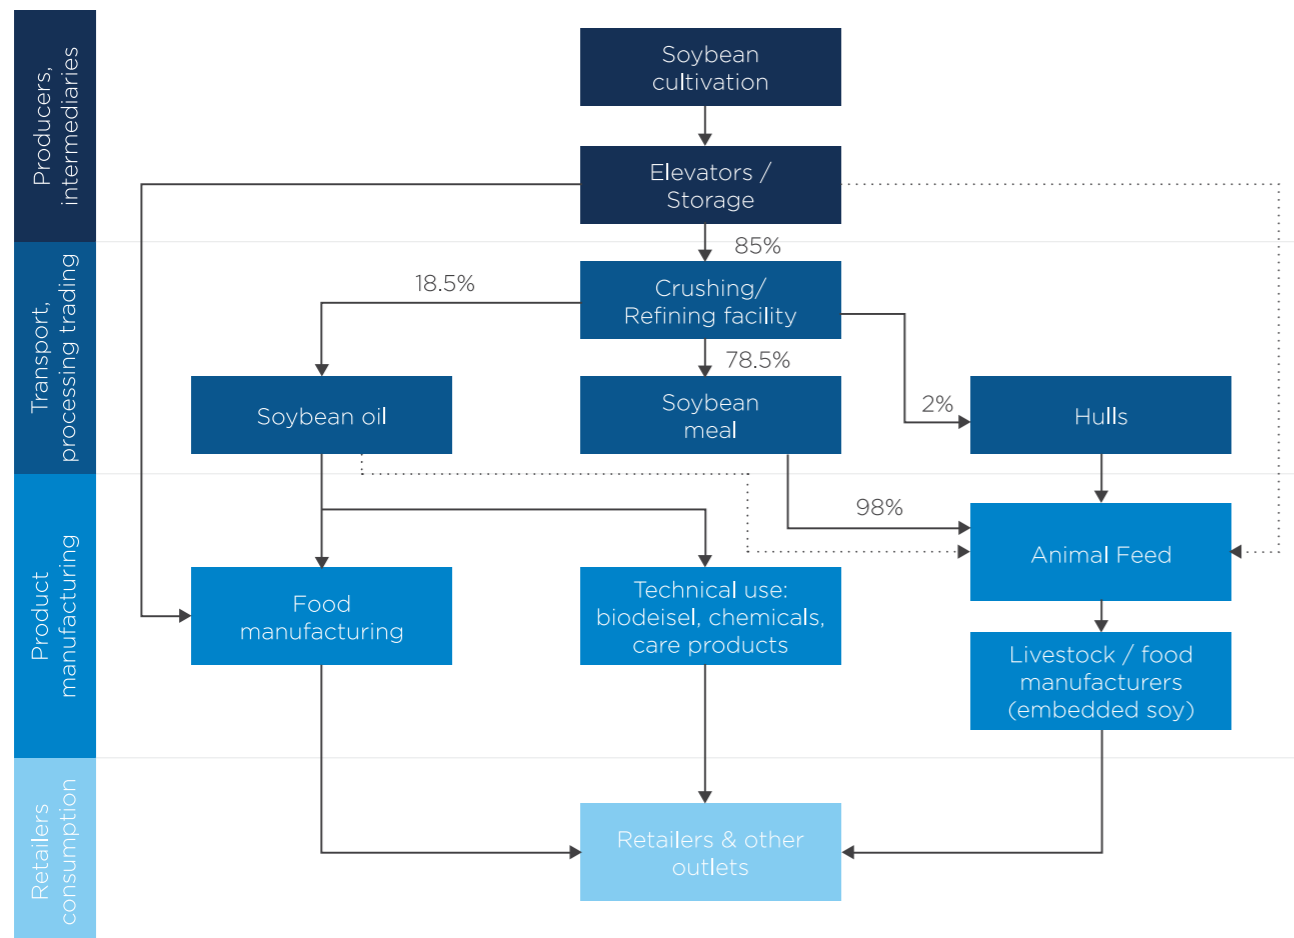 Producers,
intermediaries
Soybean
cultivation
Elevators /
Storage
85%
Transport,
processing trading
18.5%
Crushing/
Refining facility
78.5%
2%
Soybean oil
Soybean
meal
Hulls
Product
manufacturing
98%
Animal Feed
Food
manufacturing
Technical use:
biodeisel, chemicals,
care products
Livestock / food
manufacturers
(embedded soy)
Retailers
consumption
Retailers & other
outlets